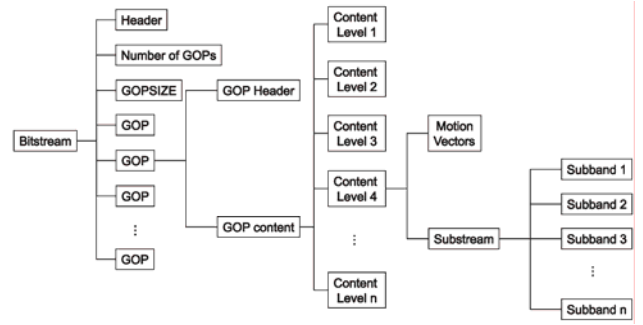 Bitstream
Header
Number of GOPs
GOPSIZE
GOP
GOP
GOP
⋮
GOP
GOP Header
GOP content
Content
Level 1
Content
Level 2
Content
Level 3
Content
Level 4
⋮
Content
Level n
Motion
Vectors
Substream
Subband 1
Subband 2
Subband 3
⋮
Subband n